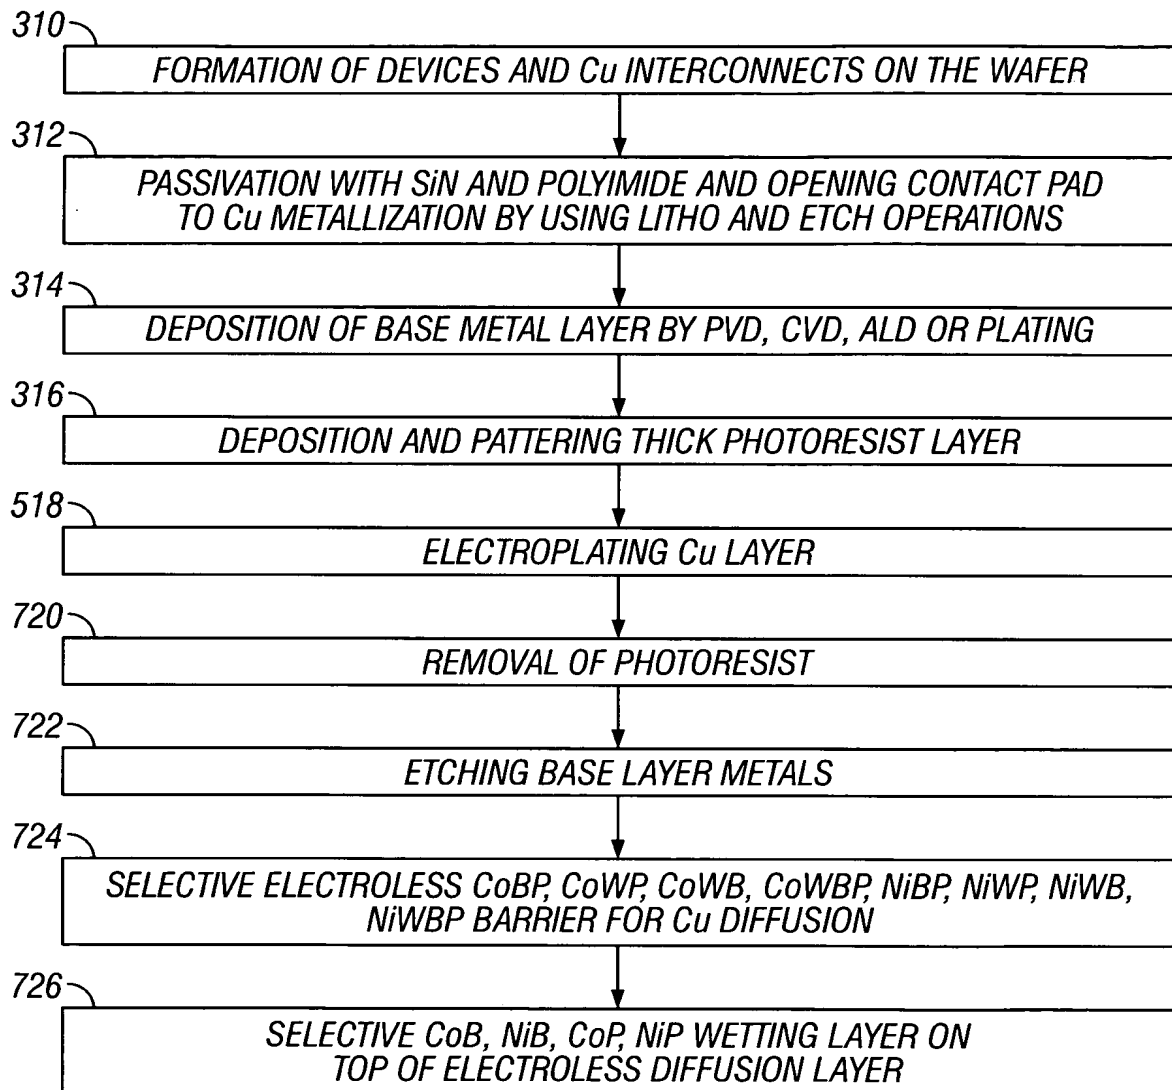 310
FORMATION OF DEVICES AND Cu INTERCONNECTS ON THE WAFER
312
PASSIVATION WITH SiN AND POLYIMIDE AND OPENING CONTACT PAD
TO Cu METALLIZATION BY USING LITHO AND ETCH OPERATIONS
314
DEPOSITION OF BASE METAL LAYER BY PVD, CVD, ALD OR PLATING
316
DEPOSITION AND PATTERING THICK PHOTORESIST LAYER
518
ELECTROPLATING Cu LAYER
720
REMOVAL OF PHOTORESIST
722
ETCHING BASE LAYER METALS
724
SELECTIVE ELECTROLESS CoBP, CoWP, CoWB, CoWBP, NiBP, NiWP, NiWB,
NiWBP BARRIER FOR Cu DIFFUSION
726
SELECTIVE CoB, NiB, CoP, NiP WETTING LAYER ON
TOP OF ELECTROLESS DIFFUSION LAYER